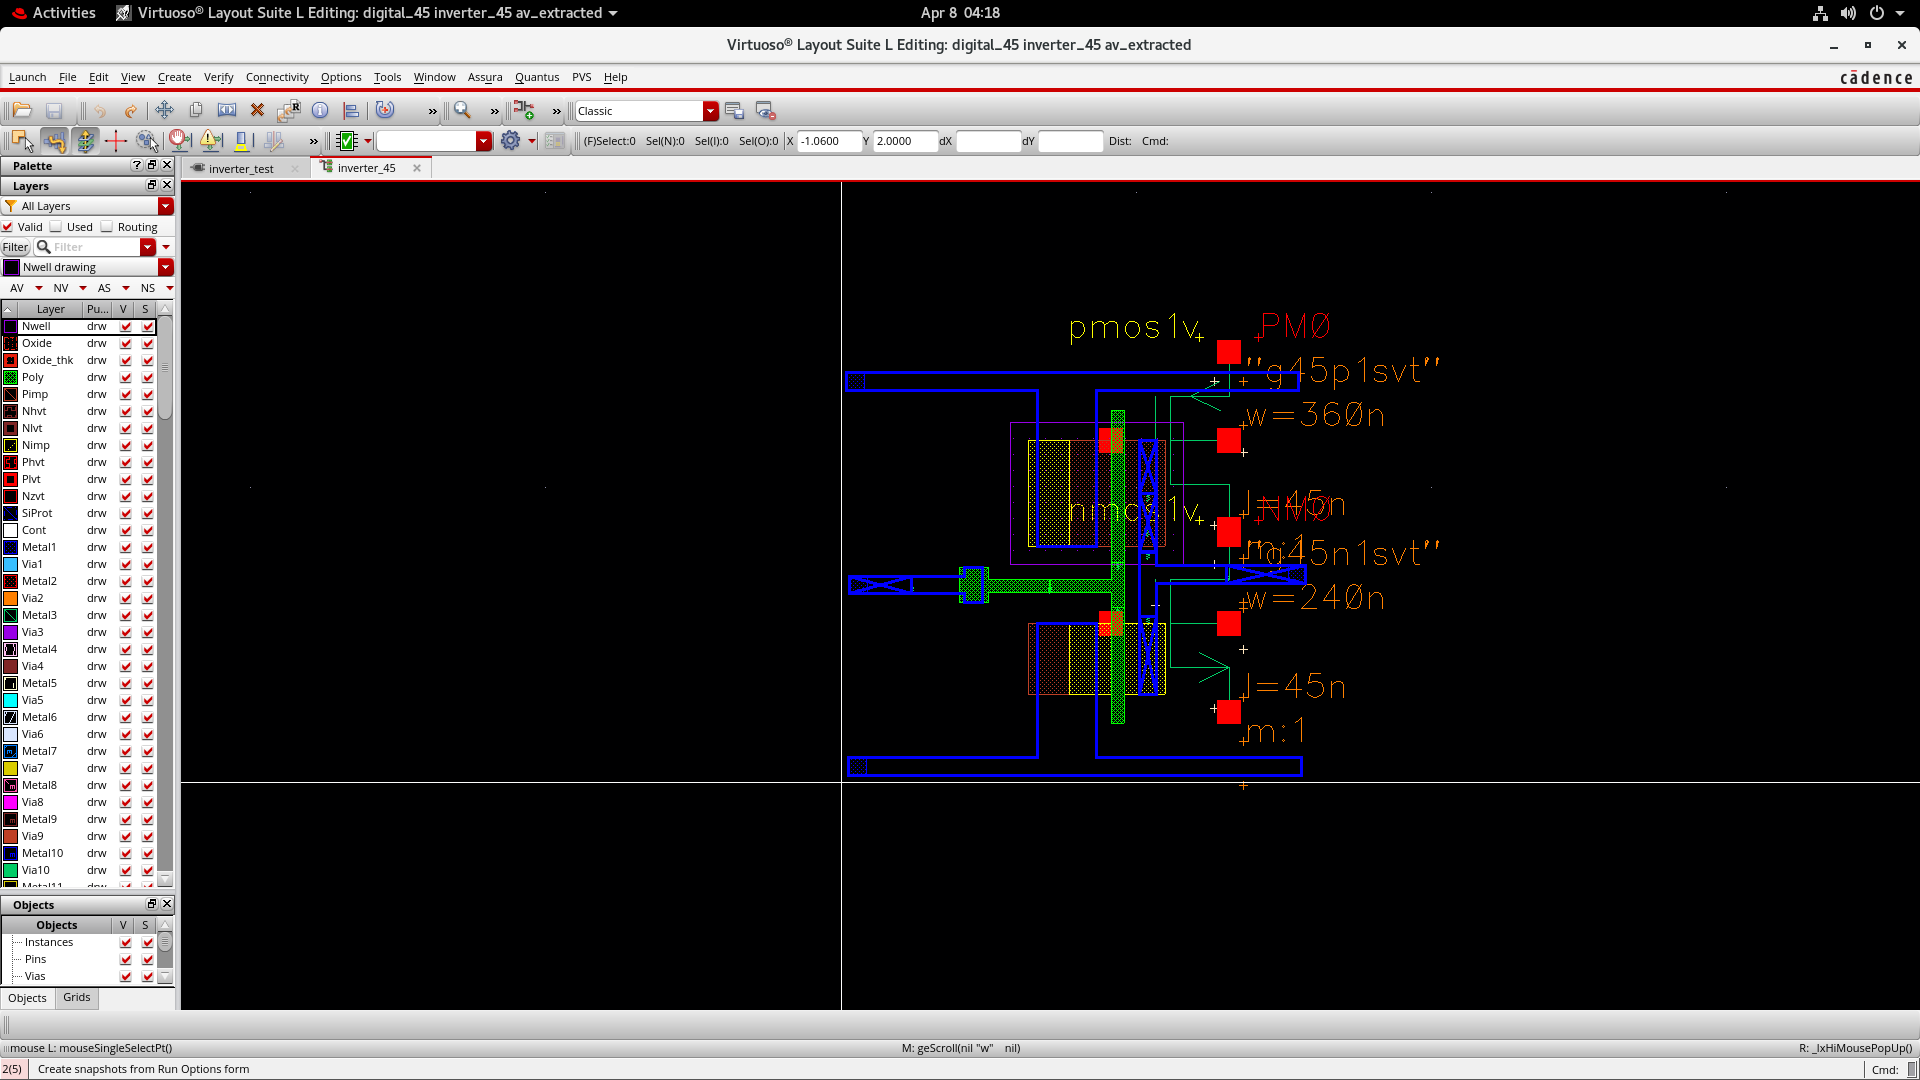 Activities
Virtuoso® Layout Suite L Editing: digital_45 inverter_45 av_extracted
Apr 8 04:18
Virtuoso® Layout Suite L Editing: digital_45 inverter_45 av_extracted
Launch File Edit View Create Verify Connectivity Options Tools Window Assura Quantus PVS Help
cādence
» » » Classic
» (F)Select:0 Sel(N):0 Sel(I):0 Sel(O):0 X -1.0600 Y 2.0000 dX dY Dist: Cmd:
Palette
inverter_test
inverter_45
Layers
All Layers
Valid Used Routing
Filter Filter
Nwell drawing
AV NV AS NS
Layer Pu... V S
Nwell drw
Oxide drw
Oxide_thk drw
Poly drw
Pimp drw
Nhvt drw
Nlvt drw
Nimp drw
Phvt drw
Plvt drw
Nzvt drw
SiProt drw
Cont drw
Metal1 drw
Via1 drw
Metal2 drw
Via2 drw
Metal3 drw
Via3 drw
Metal4 drw
Via4 drw
Metal5 drw
Via5 drw
Metal6 drw
Via6 drw
Metal7 drw
Via7 drw
Metal8 drw
Via8 drw
Metal9 drw
Via9 drw
Metal10 drw
Via10 drw
Metal11 drw
pmos1v
PM0
"g45p1svt"
w=360n
l=45n
nmos1v
NM0
m:1
"g45n1svt"
w=240n
l=45n
m:1
Objects
Objects V S
Instances
Pins
Vias
Objects Grids
mouse L: mouseSingleSelectPt()
M: geScroll(nil "w" nil)
R: _lxHiMousePopUp()
2(5) Create snapshots from Run Options form
Cmd: